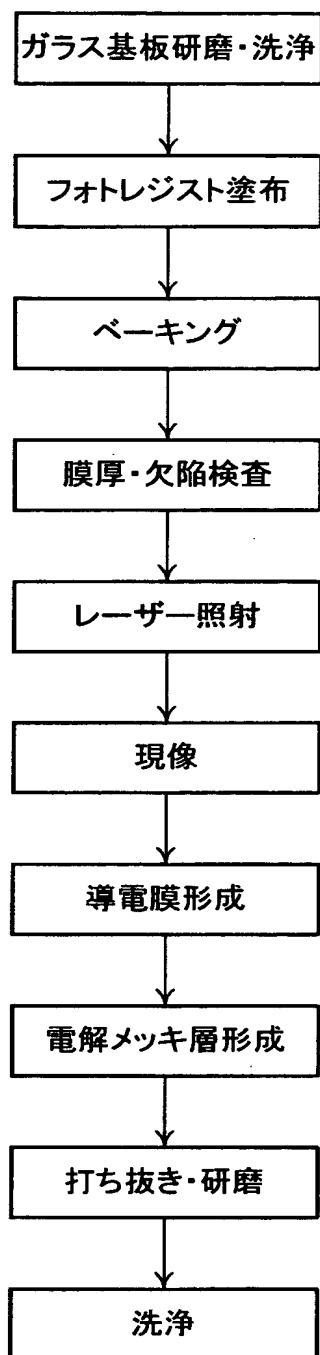 ガラス基板研磨・洗浄
フォトレジスト塗布
ベーキング
膜厚・欠陥検査
レーザー照射
現像
導電膜形成
電解メッキ層形成
打ち抜き・研磨
洗浄